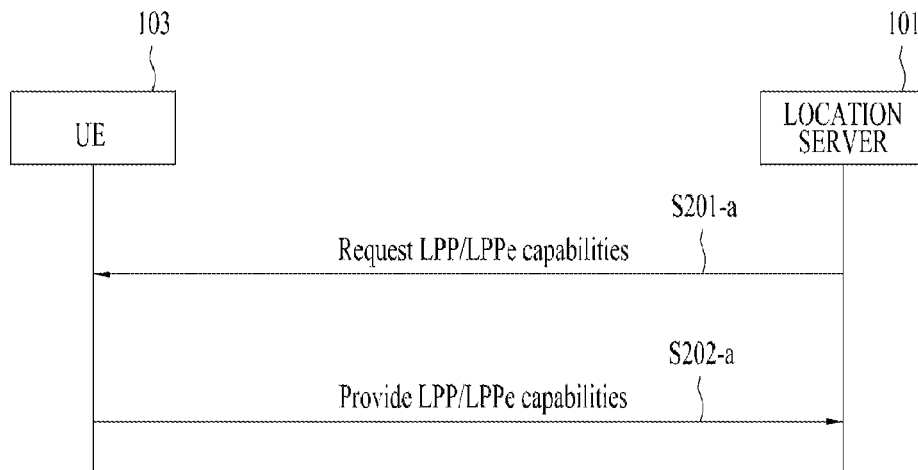 103
101
UE
LOCATION
SERVER
S201-a
Request LPP/LPPe capabilities
S202-a
Provide LPP/LPPe capabilities